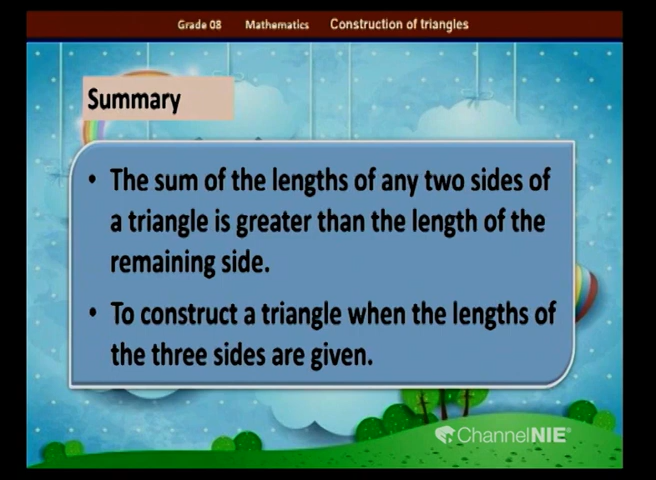 Grade 08 Mathematics Construction of triangles
Summary
• The sum of the lengths of any two sides of
a triangle is greater than the length of the
remaining side.
• To construct a triangle when the lengths of
the three sides are given.
ChannelNIE